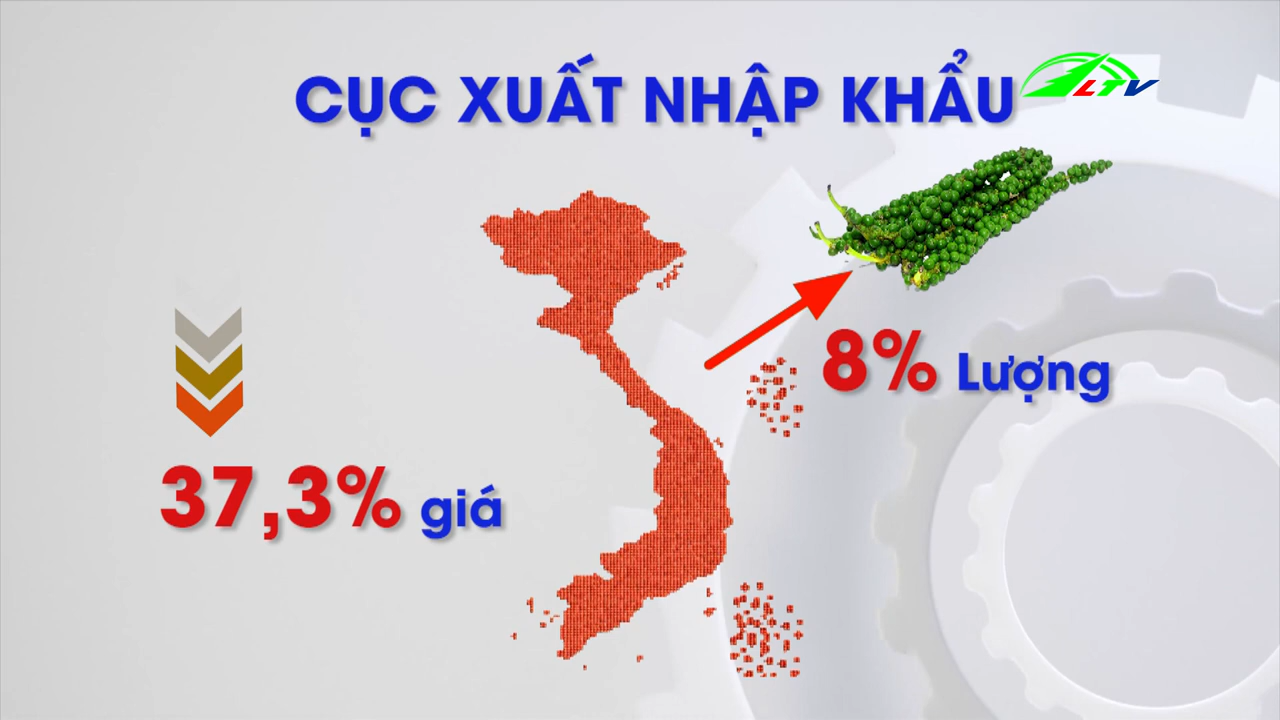 CỤC XUẤT NHẬP KHẨU
LTV
8% Lượng
37,3% giá